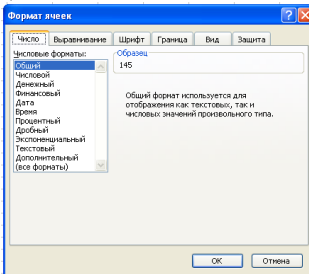 Формат ячеек
Число Выравнивание Шрифт Граница Вид Защита
Числовые форматы:
Общий
Числовой
Денежный
Финансовый
Дата
Время
Процентный
Дробный
Экспоненциальный
Текстовый
Дополнительный
(все форматы)
Образец
145
Общий формат используется для
отображения как текстовых, так и
числовых значений произвольного типа.
ОК Отмена